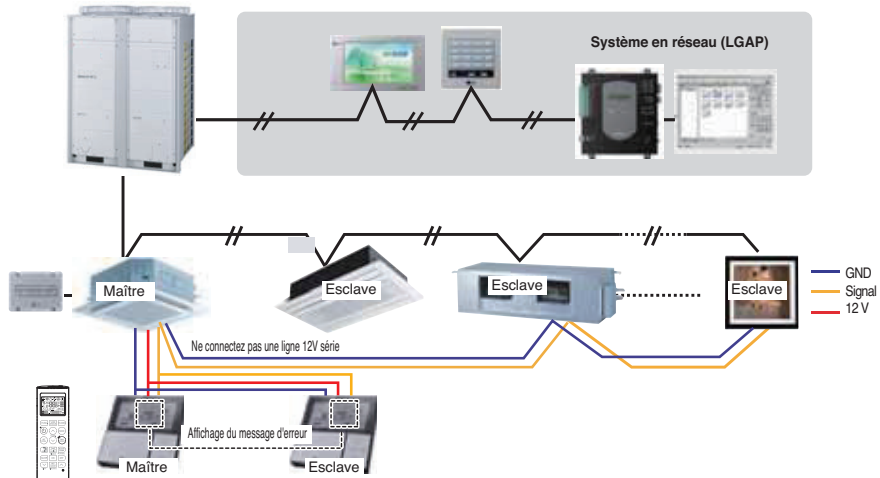 Système en réseau (LGAP)
Maître
Esclave
Esclave
Esclave
GND
Signal
12 V
Ne connectez pas une ligne 12V série
Affichage du message d'erreur
Maître
Esclave